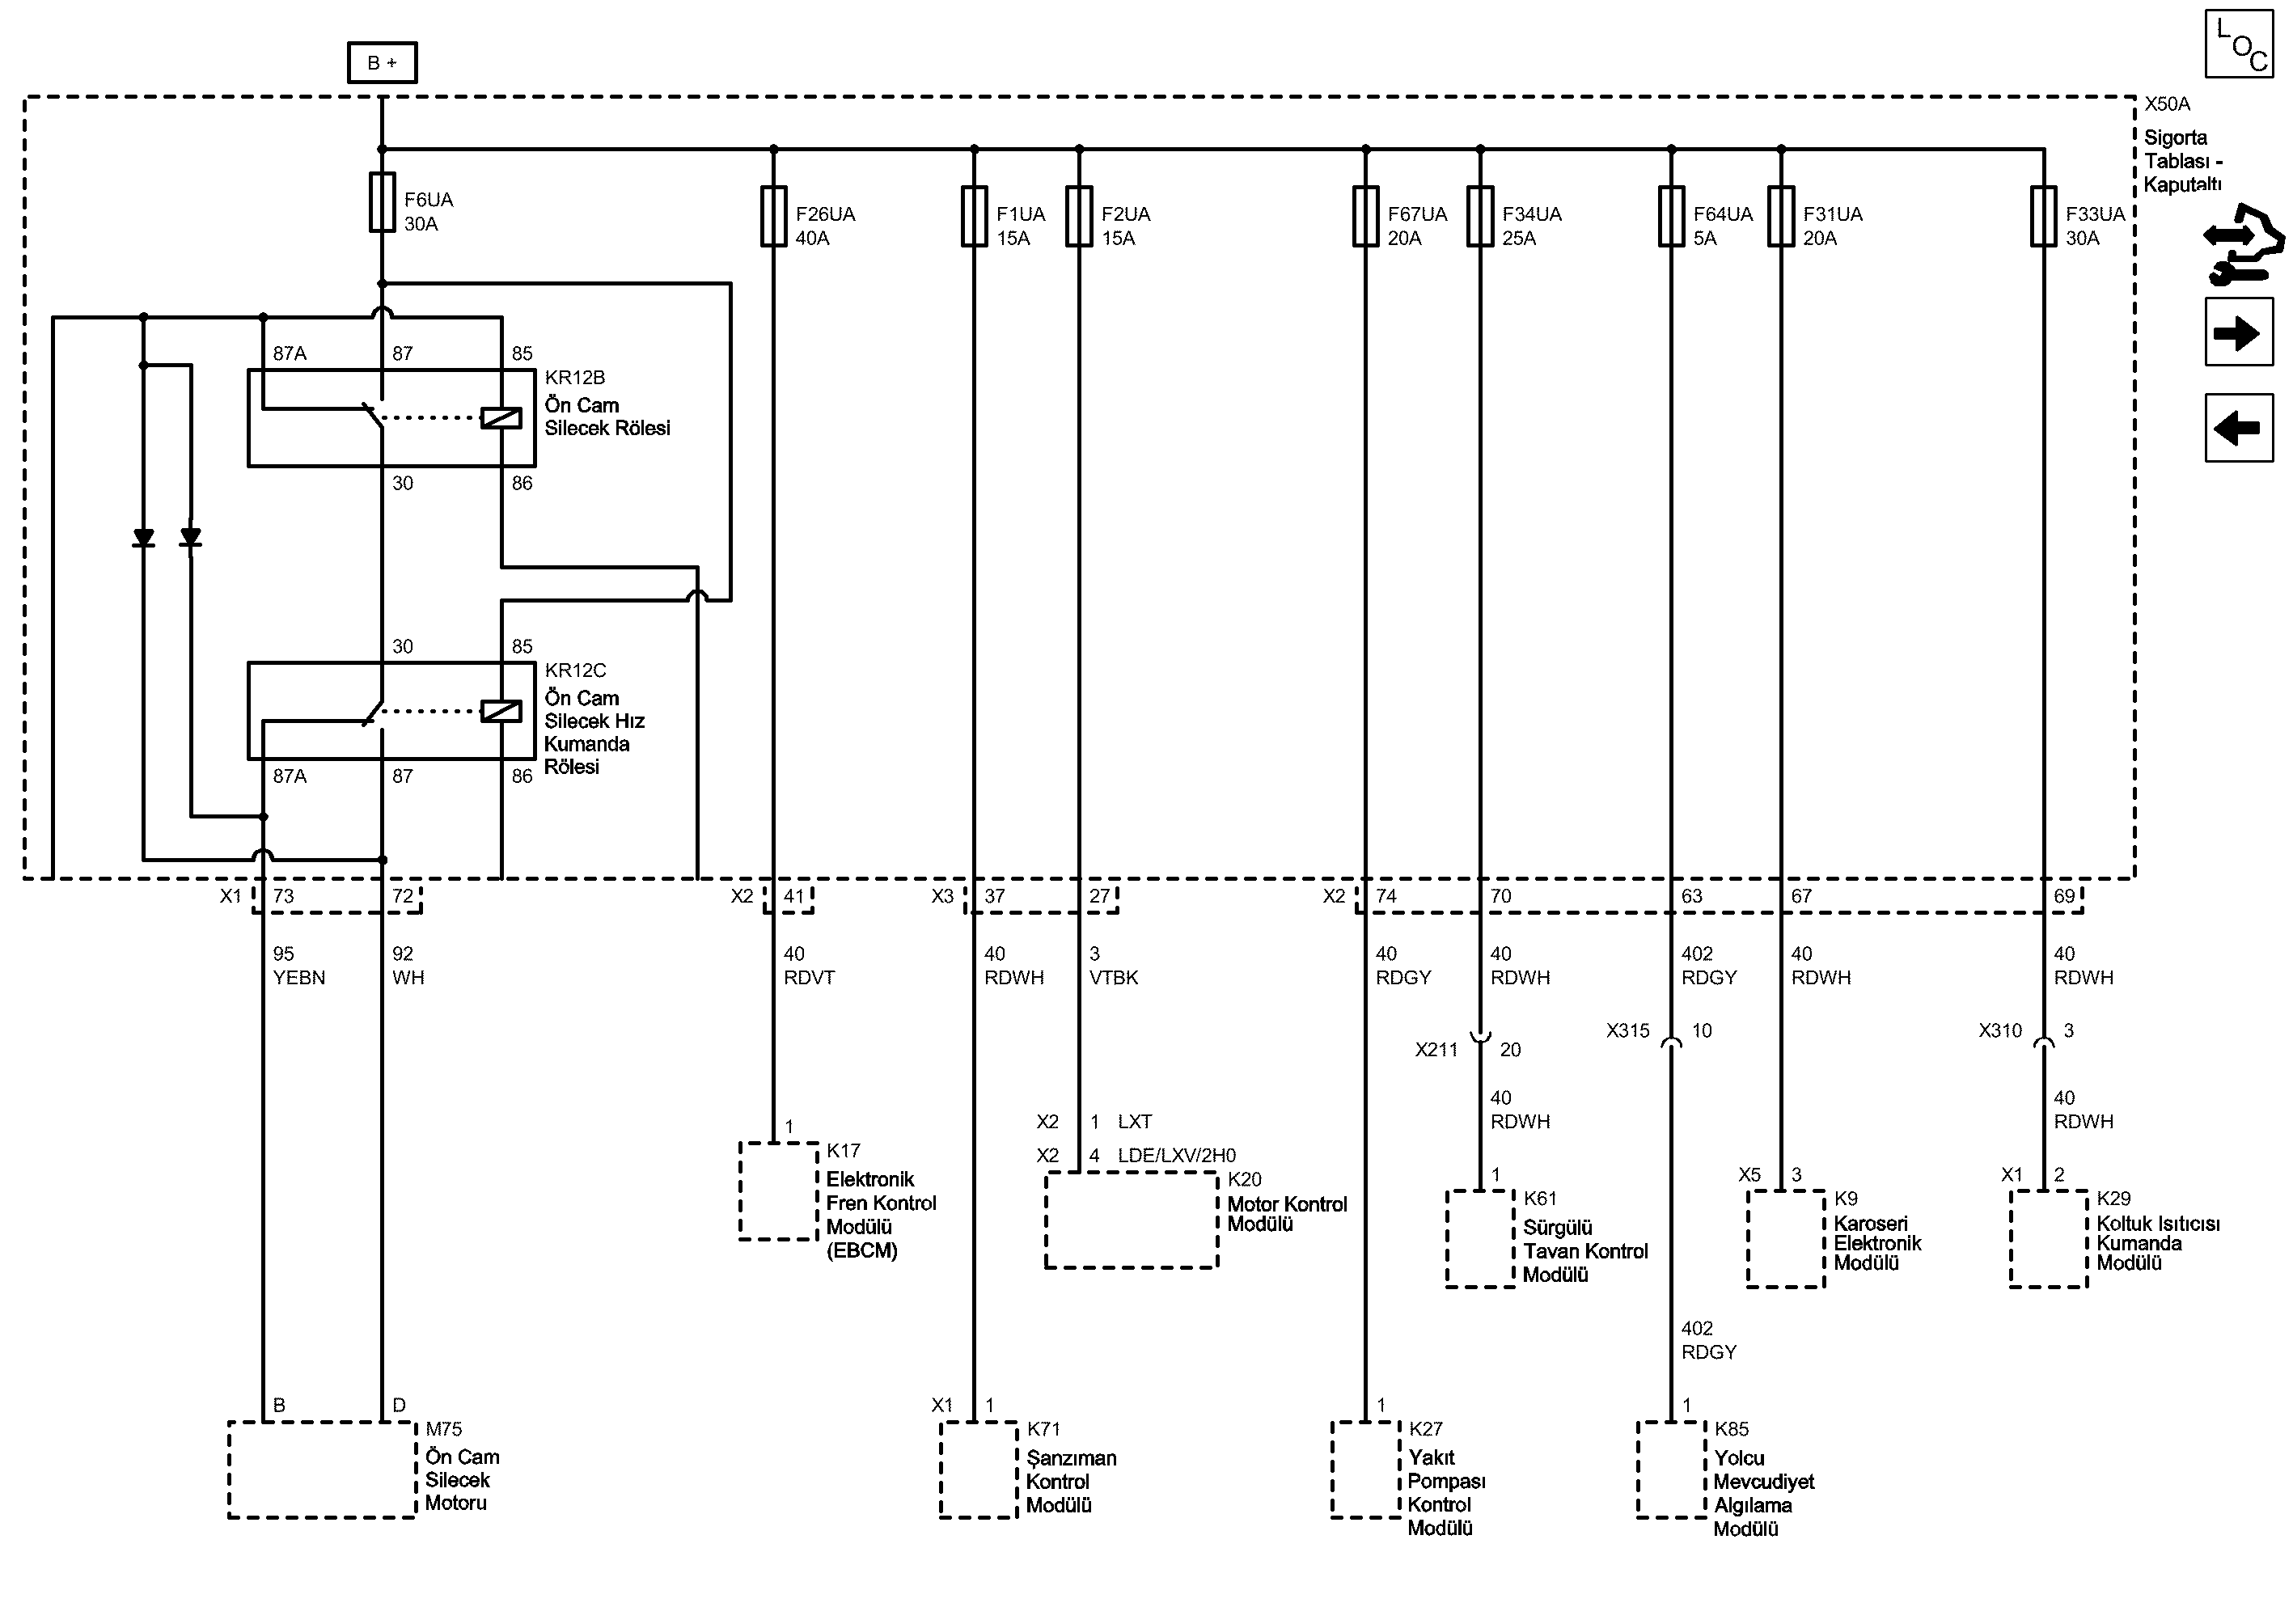 B +
L
O
C
X50A
Sigorta
Tablası -
Kaputaltı
F6UA
30A
F26UA
40A
F1UA
15A
F2UA
15A
F67UA
20A
F34UA
25A
F64UA
5A
F31UA
20A
F33UA
30A
87A
87
85
KR12B
Ön Cam
Silecek Rölesi
30
86
30
85
KR12C
Ön Cam
Silecek Hız
Kumanda
Rölesi
87A
87
86
X1
73
72
X2
41
X3
37
27
X2
74
70
63
67
69
95
YEBN
92
WH
40
RDVT
40
RDWH
3
VTBK
40
RDGY
40
RDWH
402
RDGY
40
RDWH
40
RDWH
X211
20
X315
10
X310
3
40
RDWH
40
RDWH
X2
1
LXT
X2
4
LDE/LXV/2H0
1
K17
Elektronik
Fren Kontrol
Modülü
(EBCM)
K20
Motor Kontrol
Modülü
1
K61
Sürgülü
Tavan Kontrol
Modülü
X5
3
K9
Karoseri
Elektronik
Modülü
X1
2
K29
Koltuk Isıtıcısı
Kumanda
Modülü
402
RDGY
B
D
M75
Ön Cam
Silecek
Motoru
X1
1
K71
Şanzıman
Kontrol
Modülü
1
K27
Yakıt
Pompası
Kontrol
Modülü
1
K85
Yolcu
Mevcudiyet
Algılama
Modülü